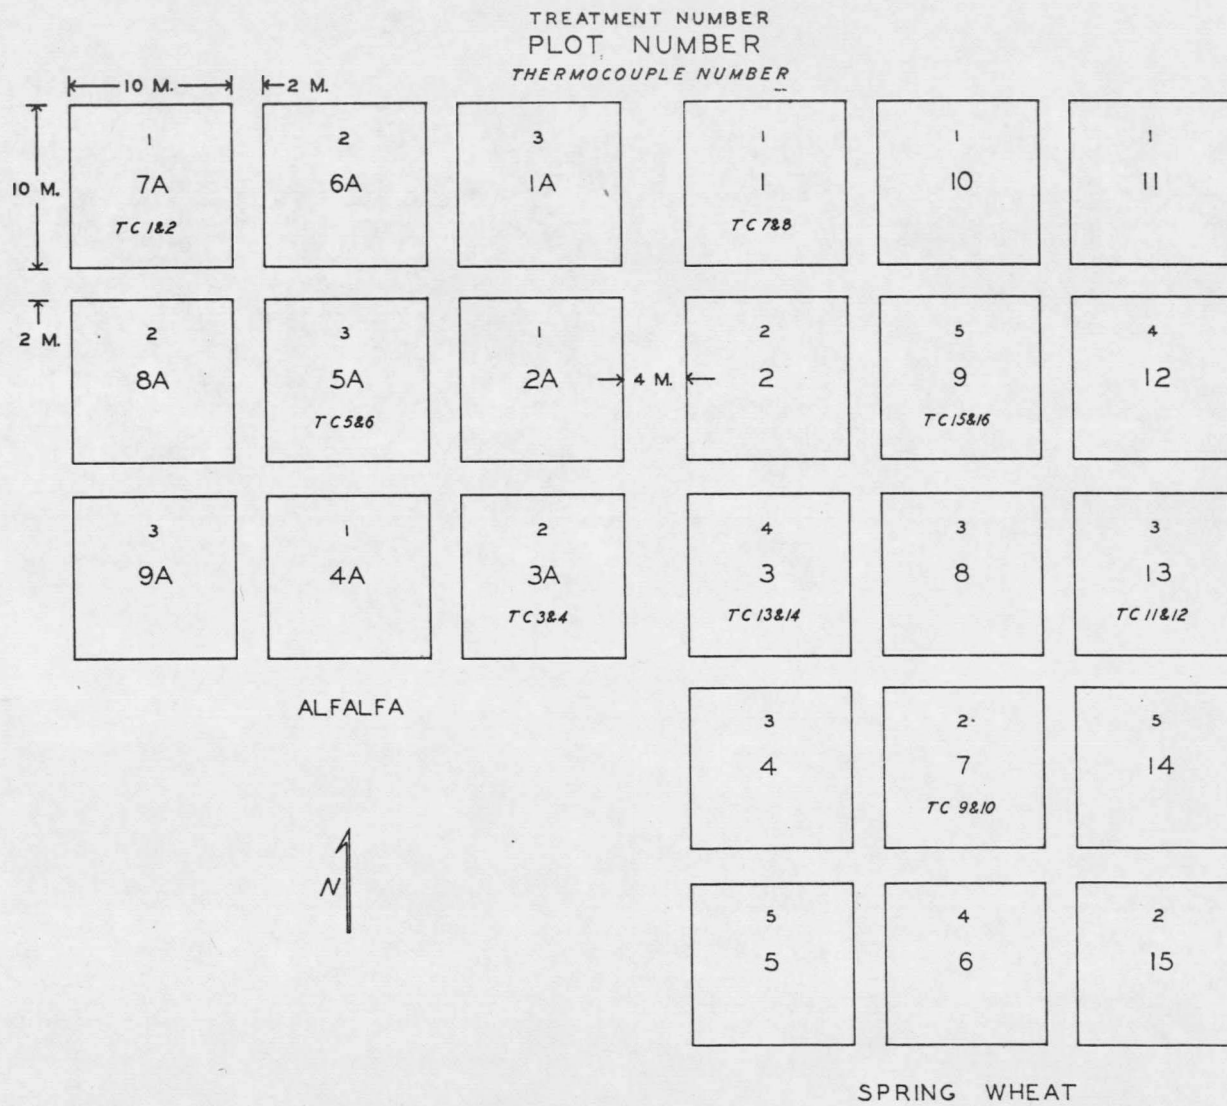 TREATMENT NUMBER
PLOT NUMBER
THERMOCOUPLE NUMBER
10 M.
2 M.
10 M.
1
7A
TC 1&2
2
6A
3
1A
1
1
TC 7&8
1
10
1
11
2 M.
2
8A
3
5A
TC 5&6
1
2A
4 M.
2
2
5
9
TC 15&16
4
12
3
9A
1
4A
2
3A
TC 3&4
4
3
TC 13&14
3
8
3
13
TC 11&12
ALFALFA
3
4
2
7
TC 9&10
5
14
N
5
5
4
6
2
15
SPRING WHEAT